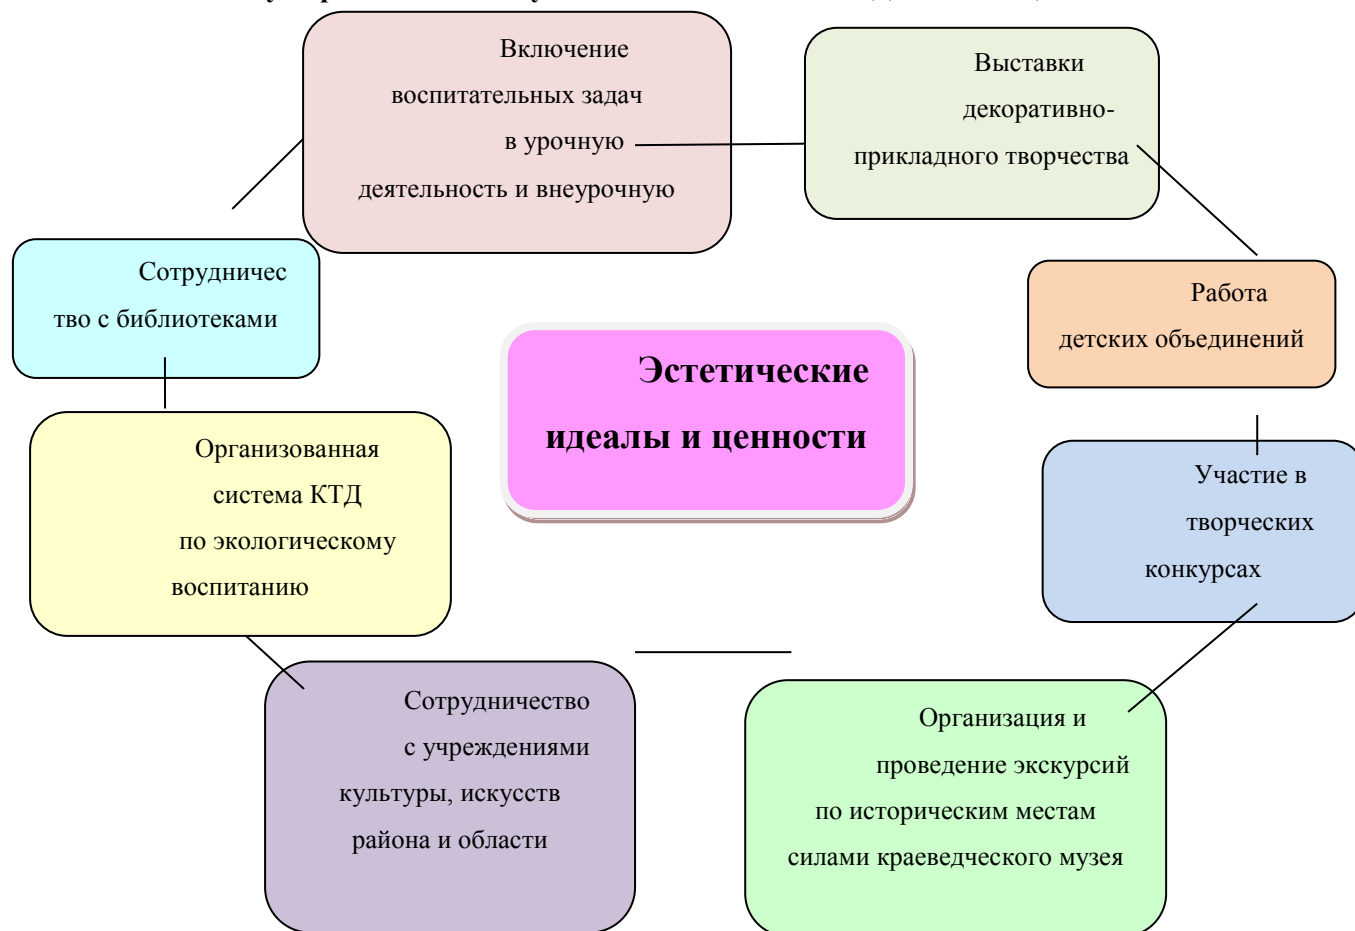 Включение
воспитательных задач
в урочную
деятельность и внеурочную
Выставки
декоративно-
прикладного творчества
Сотрудничес
тво с библиотеками
Работа
детских объединений
Эстетические
идеалы и ценности
Организованная
система КТД
по экологическому
воспитанию
Участие в
творческих
конкурсах
Сотрудничество
с учреждениями
культуры, искусств
района и области
Организация и
проведение экскурсий
по историческим местам
силами краеведческого музея